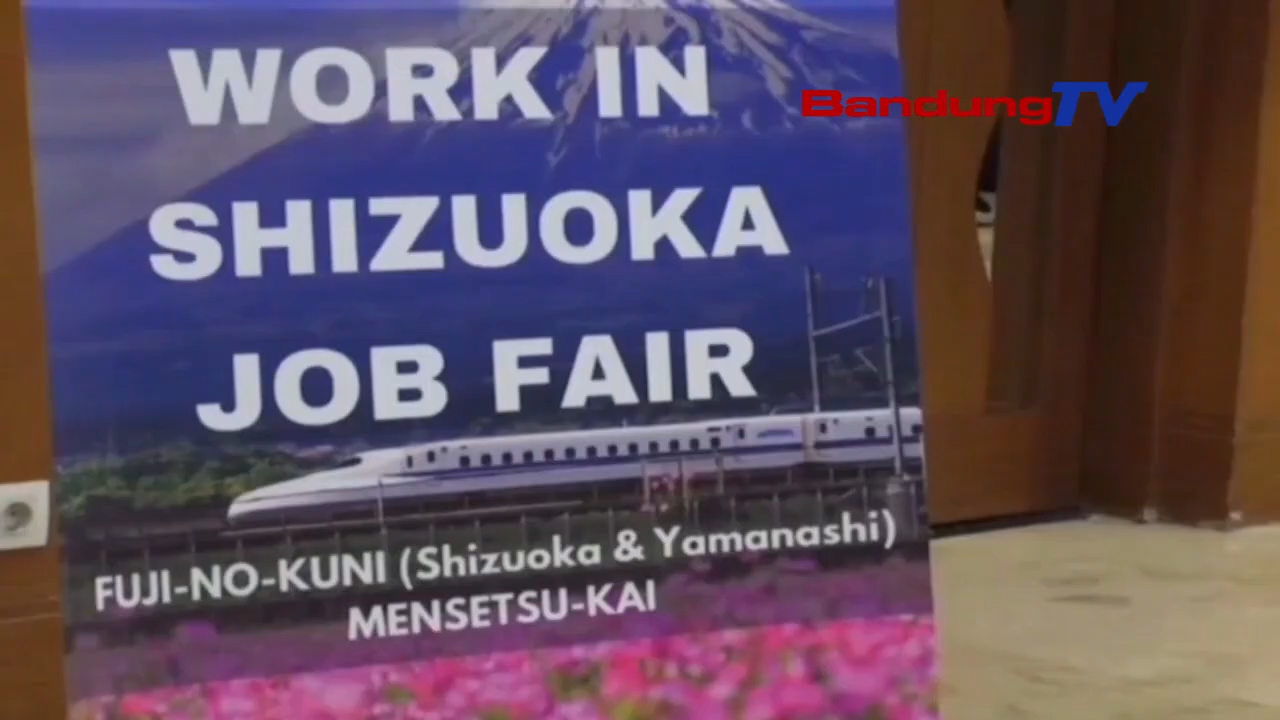 WORK IN
BandungTV
SHIZUOKA
JOB FAIR
FUJI-NO-KUNI (Shizuoka & Yamanashi)
MENSETSU-KAI